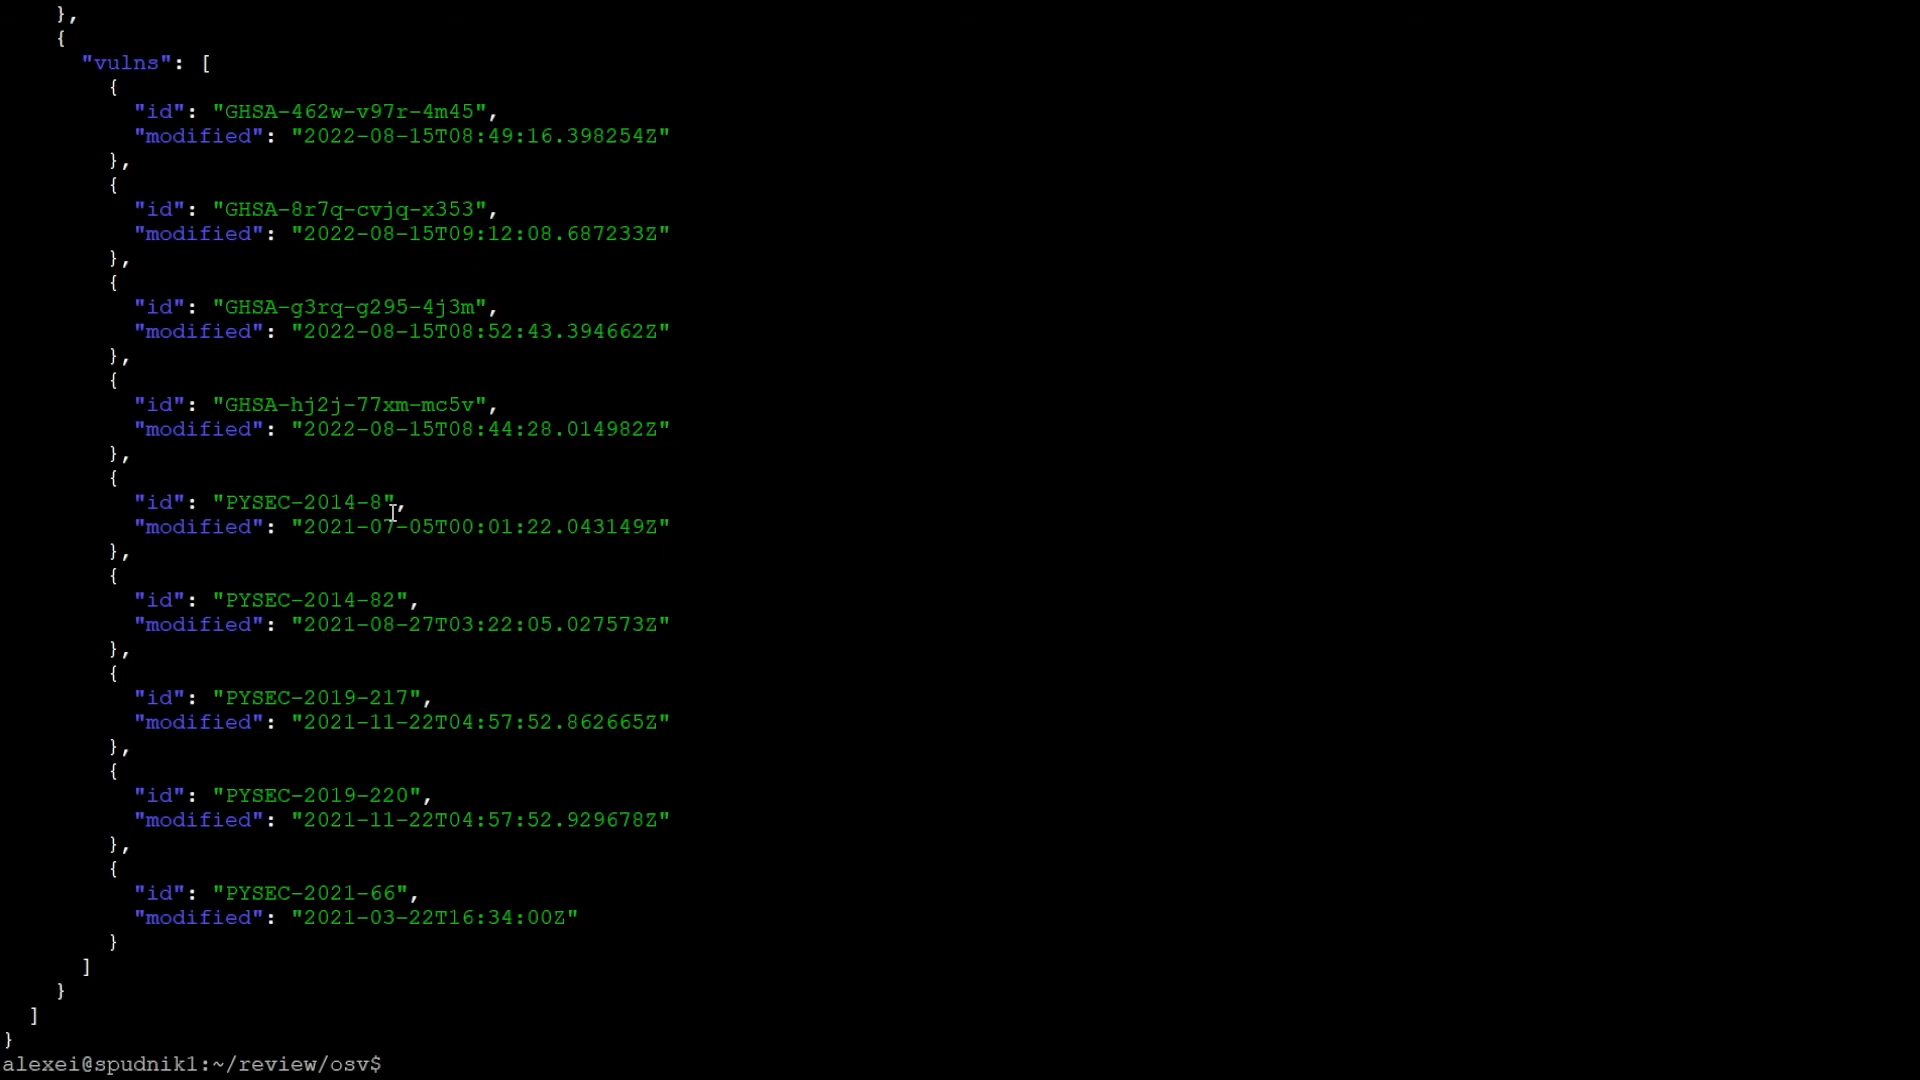 },
    {
      "vulns": [
        {
          "id": "GHSA-462w-v97r-4m45",
          "modified": "2022-08-15T08:49:16.398254Z"
        },
        {
          "id": "GHSA-8r7q-cvjq-x353",
          "modified": "2022-08-15T09:12:08.687233Z"
        },
        {
          "id": "GHSA-g3rq-g295-4j3m",
          "modified": "2022-08-15T08:52:43.394662Z"
        },
        {
          "id": "GHSA-hj2j-77xm-mc5v",
          "modified": "2022-08-15T08:44:28.014982Z"
        },
        {
          "id": "PYSEC-2014-8",
          "modified": "2021-07-05T00:01:22.043149Z"
        },
        {
          "id": "PYSEC-2014-82",
          "modified": "2021-08-27T03:22:05.027573Z"
        },
        {
          "id": "PYSEC-2019-217",
          "modified": "2021-11-22T04:57:52.862665Z"
        },
        {
          "id": "PYSEC-2019-220",
          "modified": "2021-11-22T04:57:52.929678Z"
        },
        {
          "id": "PYSEC-2021-66",
          "modified": "2021-03-22T16:34:00Z"
        }
      ]
    }
  ]
}
alexei@spudnik1:~/review/osv$